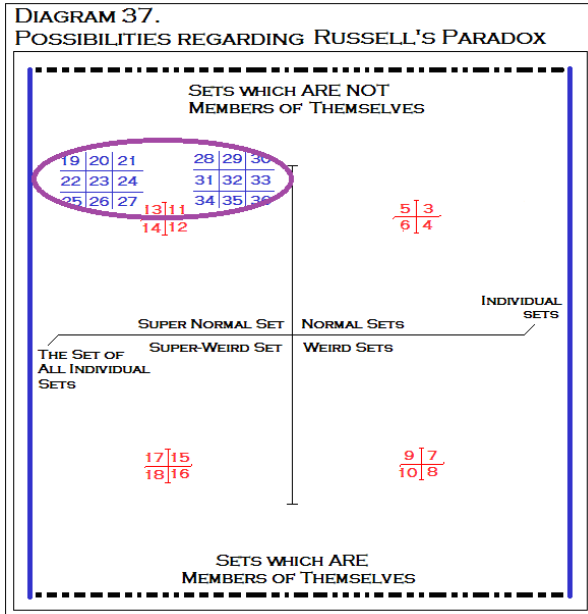 DIAGRAM 37.
POSSIBILITIES REGARDING RUSSELL'S PARADOX
SETS WHICH ARE NOT
MEMBERS OF THEMSELVES
19 20 21
22 23 24
25 26 27
28 29 30
31 32 33
34 35 36
13 11
14 12
5 3
6 4
INDIVIDUAL
SETS
SUPER NORMAL SET
NORMAL SETS
SUPER-WEIRD SET
WEIRD SETS
THE SET OF
ALL INDIVIDUAL
SETS
17 15
18 16
9 7
10 8
SETS WHICH ARE
MEMBERS OF THEMSELVES